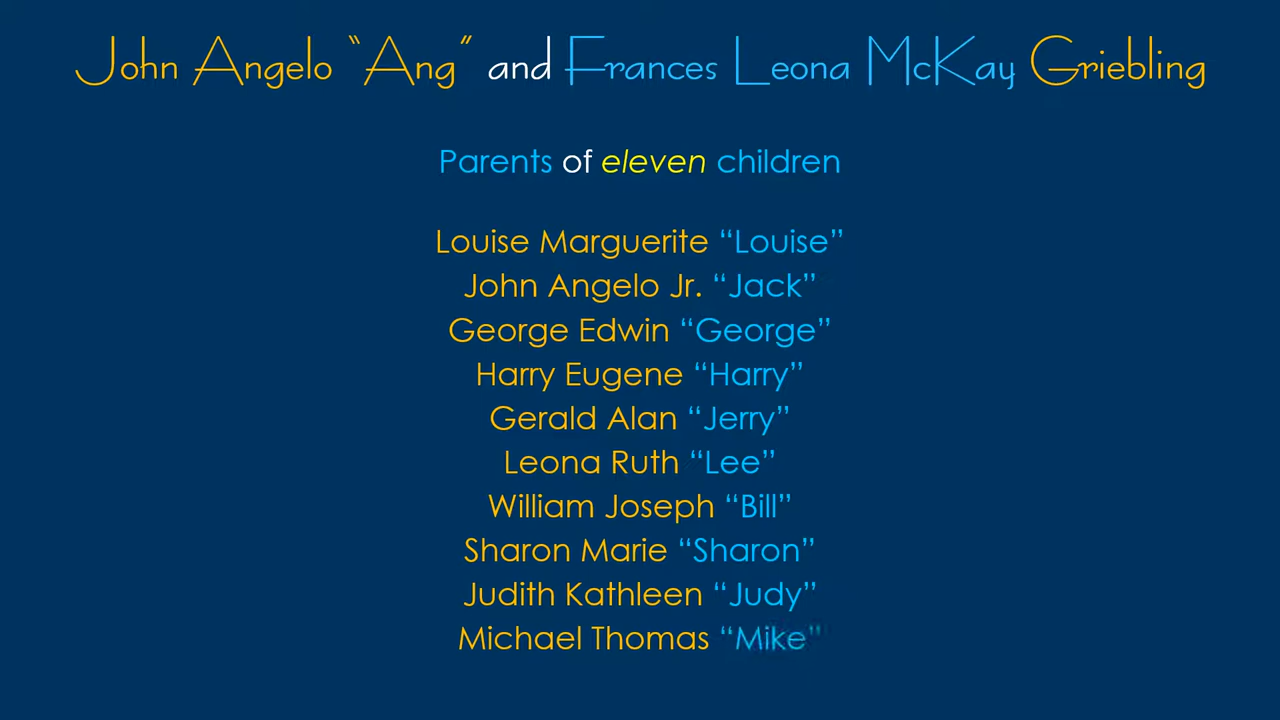 John Angelo “Ang” and Frances Leona McKay Griebling
Parents of eleven children
Louise Marguerite “Louise”
John Angelo Jr. “Jack”
George Edwin “George”
Harry Eugene “Harry”
Gerald Alan “Jerry”
Leona Ruth “Lee”
William Joseph “Bill”
Sharon Marie “Sharon”
Judith Kathleen “Judy”
Michael Thomas “Mike”